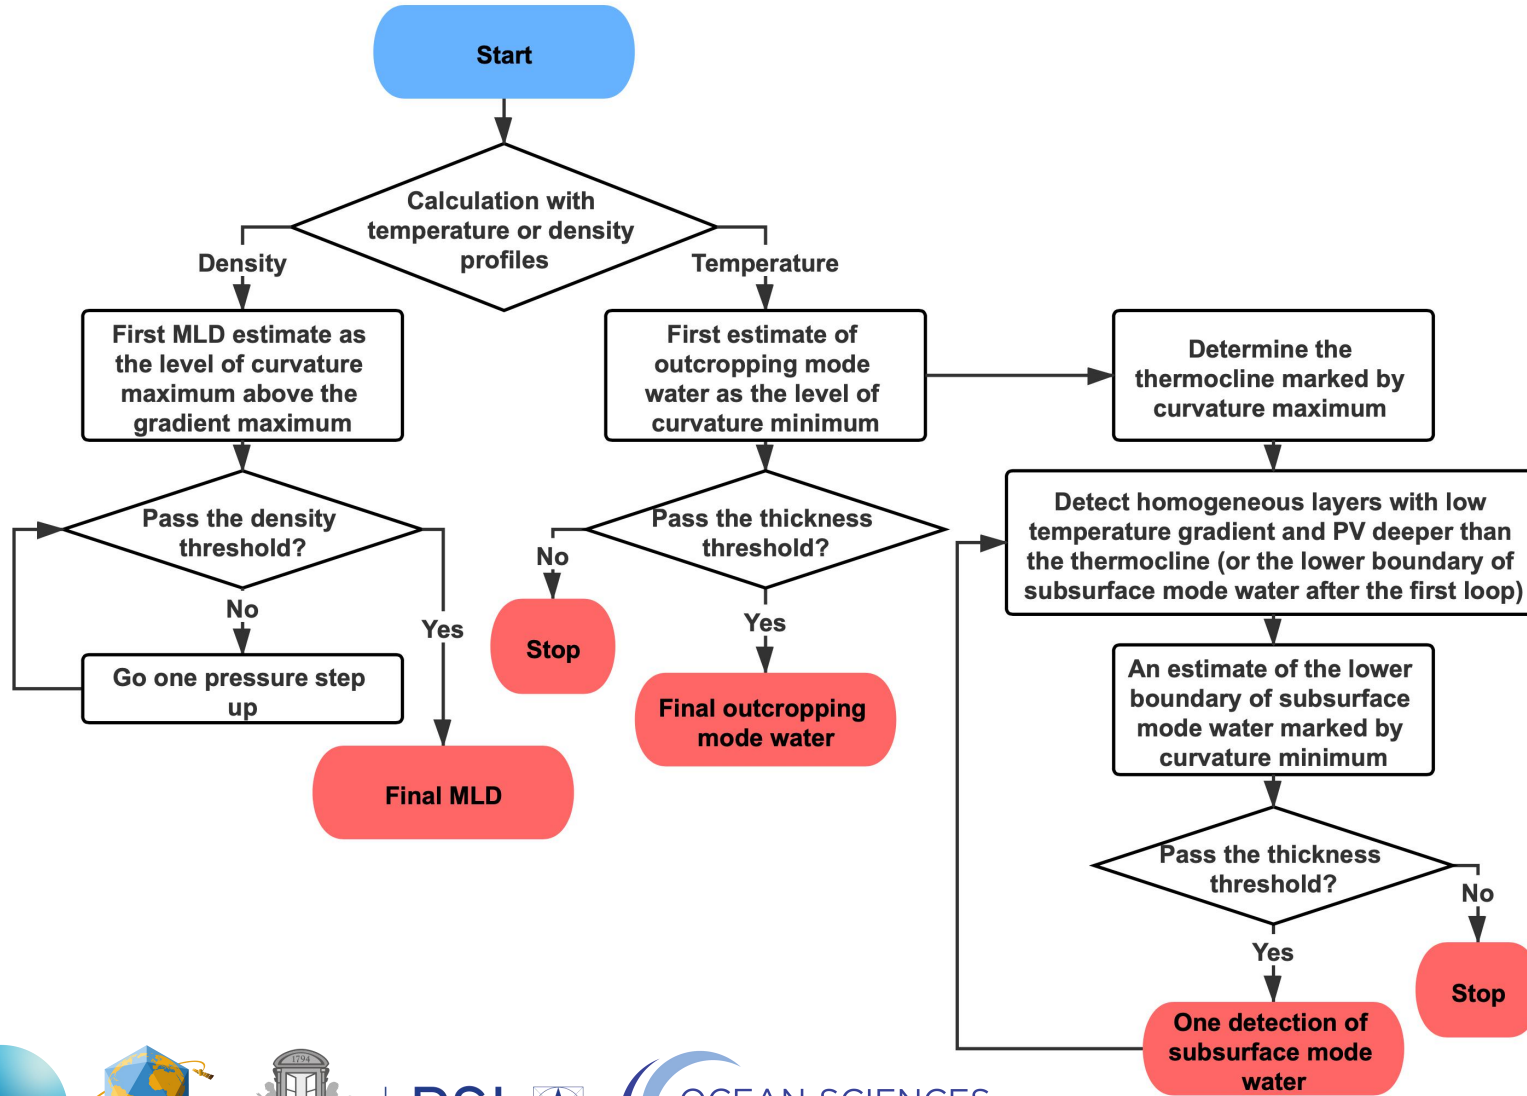 Start
Calculation with
temperature or density
profiles
Density
Temperature
First MLD estimate as
the level of curvature
maximum above the
gradient maximum
First estimate of
outcropping mode
water as the level of
curvature minimum
Determine the
thermocline marked by
curvature maximum
Pass the density
threshold?
Pass the thickness
threshold?
Detect homogeneous layers with low
temperature gradient and PV deeper than
the thermocline (or the lower boundary of
subsurface mode water after the first loop)
No
Yes
No
Yes
Go one pressure step
up
Stop
Final outcropping
mode water
Final MLD
An estimate of the lower
boundary of subsurface
mode water marked by
curvature minimum
Pass the thickness
threshold?
No
Yes
Stop
One detection of
subsurface mode
water
1794
OCEAN SCIENCES